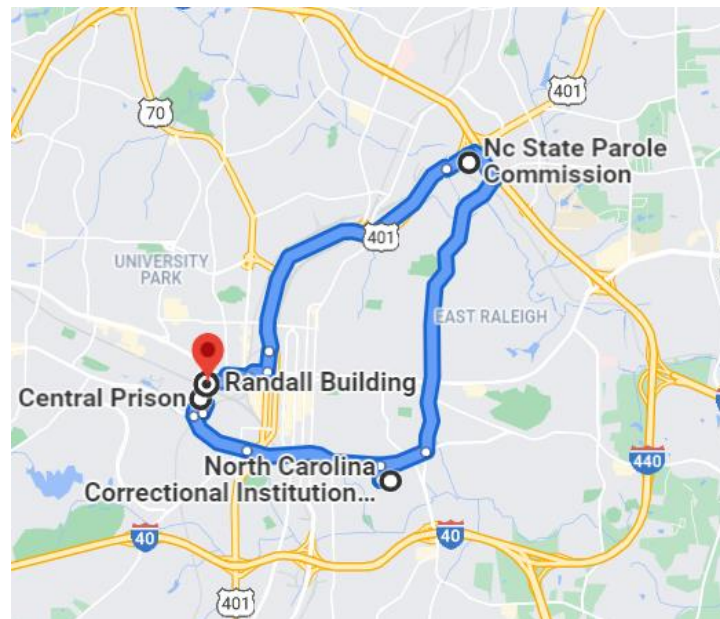 70
401
Nc State Parole
Commission
401
UNIVERSITY
PARK
EAST RALEIGH
Randall Building
Central Prison
North Carolina
Correctional Institution...
440
40
40
401